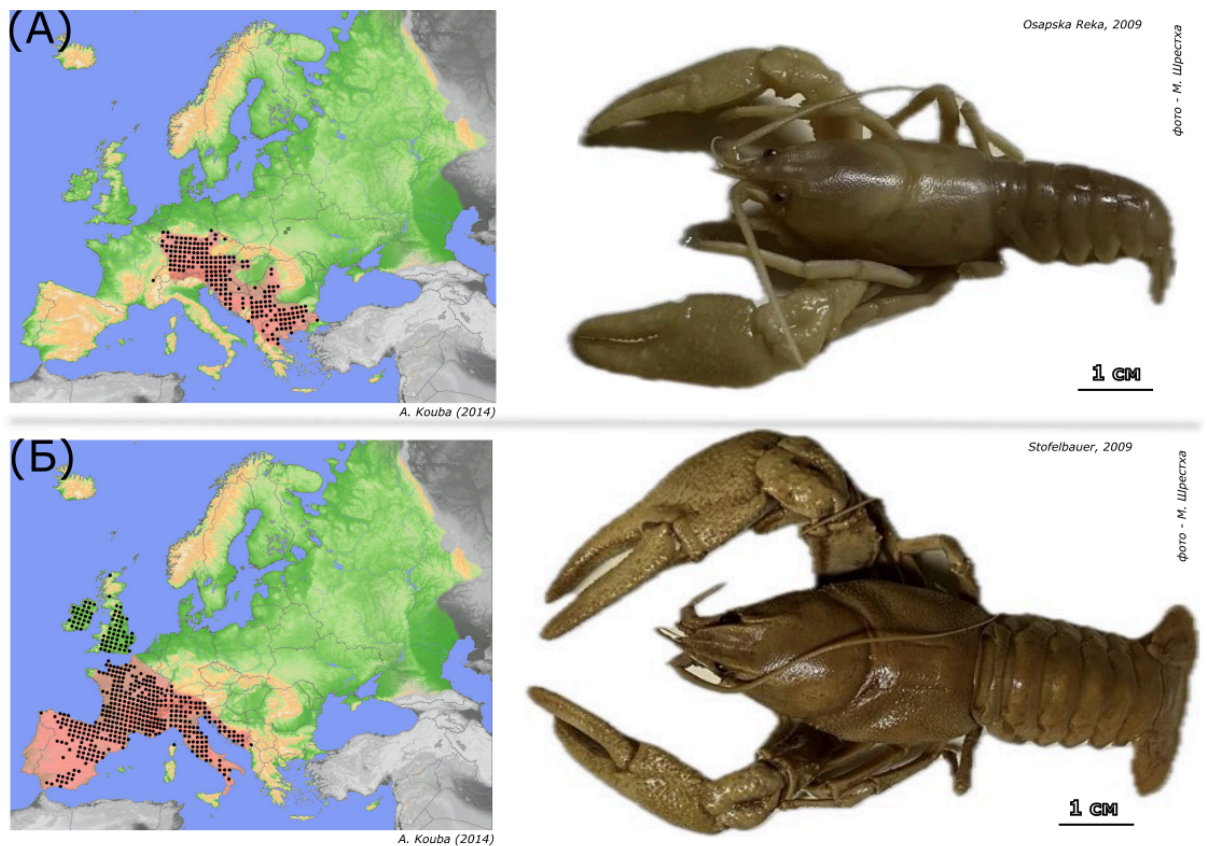 (А)
Osapska Reka, 2009
фото - М. Шрестха
1 см
A. Kouba (2014)
(Б)
Stofelbauer, 2009
фото - М. Шрестха
1 см
A. Kouba (2014)